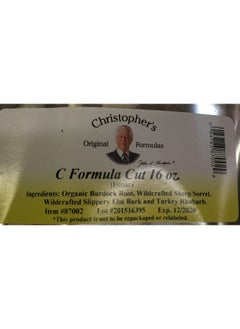 Christopher's
Original Formulas
C Formula Cut 16 oz.
(Essiac)
Ingredients: Organic Burdock Root, Wildcrafted Sheep Sorrel,
Wildcrafted Slippery Elm Bark and Turkey Rhubarb.
Item #87002 Lot #201516395 Exp. 12/2020
*This product is not to be repackaged or relabeled.